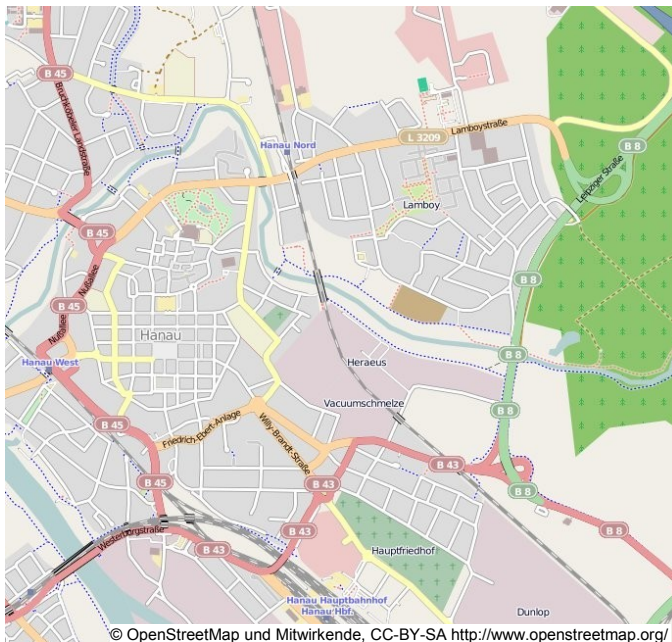 B 45
Bruchköbeler Landstraße
Hanau Nord
L 3209
Lamboystraße
B 8
Leipziger Straße
Lamboy
B 45
Nußallee
B 8
B 45
Hanau
Nußallee
Hanau West
Heraeus
B 8
Vacuumschmelze
B 8
B 45
Friedrich-Ebert-Anlage
Willy-Brandt-Straße
B 43
B 45
B 43
B 8
B 43
B 8
Westerburgstraße
B 43
Hauptfriedhof
Hanau Hauptbahnhof
Hanau Hbf.
Dunlop
© OpenStreetMap und Mitwirkende, CC-BY-SA http://www.openstreetmap.org/